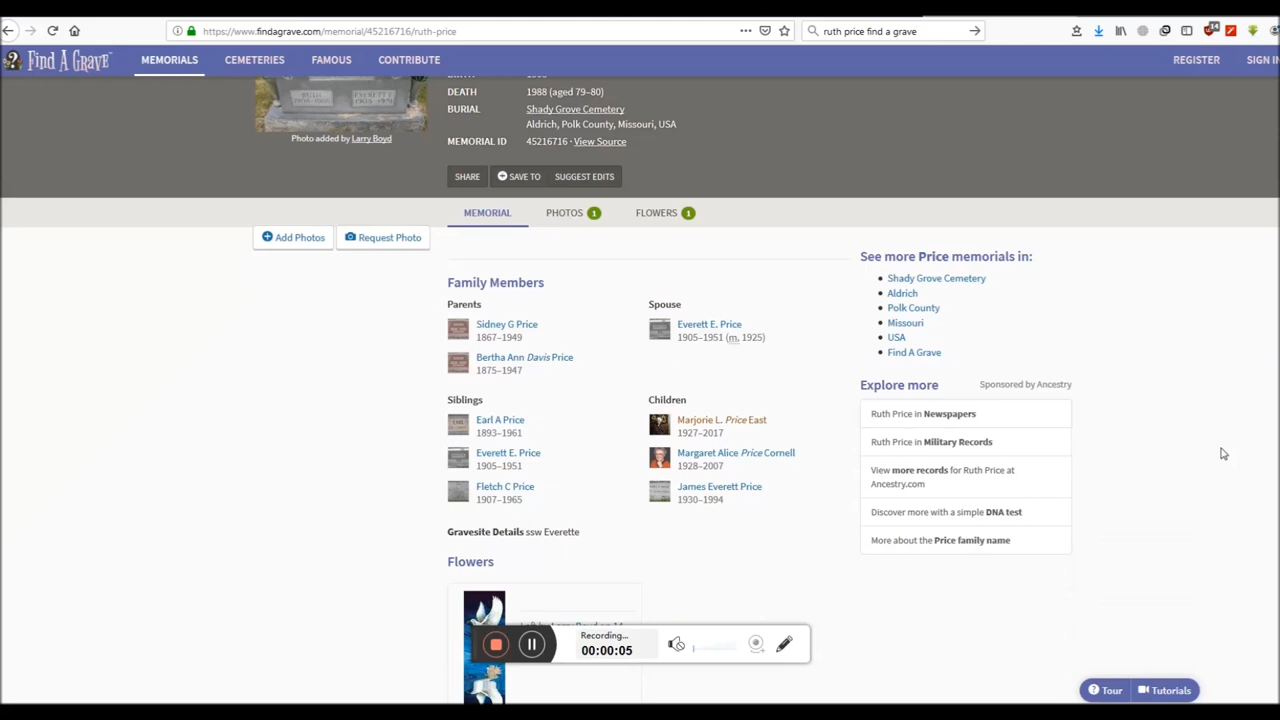 https://www.findagrave.com/memorial/45216716/ruth-price
ruth price find a grave
14
FIND A GRAVE™
MEMORIALS
CEMETERIES
FAMOUS
CONTRIBUTE
REGISTER
SIGN IN
DEATH 1988 (aged 79–80)
BURIAL Shady Grove Cemetery
Aldrich, Polk County, Missouri, USA
MEMORIAL ID 45216716 · View Source
Photo added by Larry Boyd
SHARE
SAVE TO
SUGGEST EDITS
MEMORIAL
PHOTOS 1
FLOWERS 1
Add Photos
Request Photo
Family Members
Parents
Sidney G Price
1867–1949
Bertha Ann Davis Price
1875–1947
Spouse
Everett E. Price
1905–1951 (m. 1925)
Siblings
Earl A Price
1893–1961
Everett E. Price
1905–1951
Fletch C Price
1907–1965
Children
Marjorie L. Price East
1927–2017
Margaret Alice Price Cornell
1928–2007
James Everett Price
1930–1994
Gravesite Details ssw Everette
Flowers
See more Price memorials in:
Shady Grove Cemetery
Aldrich
Polk County
Missouri
USA
Find A Grave
Explore more
Sponsored by Ancestry
Ruth Price in Newspapers
Ruth Price in Military Records
View more records for Ruth Price at
Ancestry.com
Discover more with a simple DNA test
More about the Price family name
Recording...
00:00:05
Tour
Tutorials